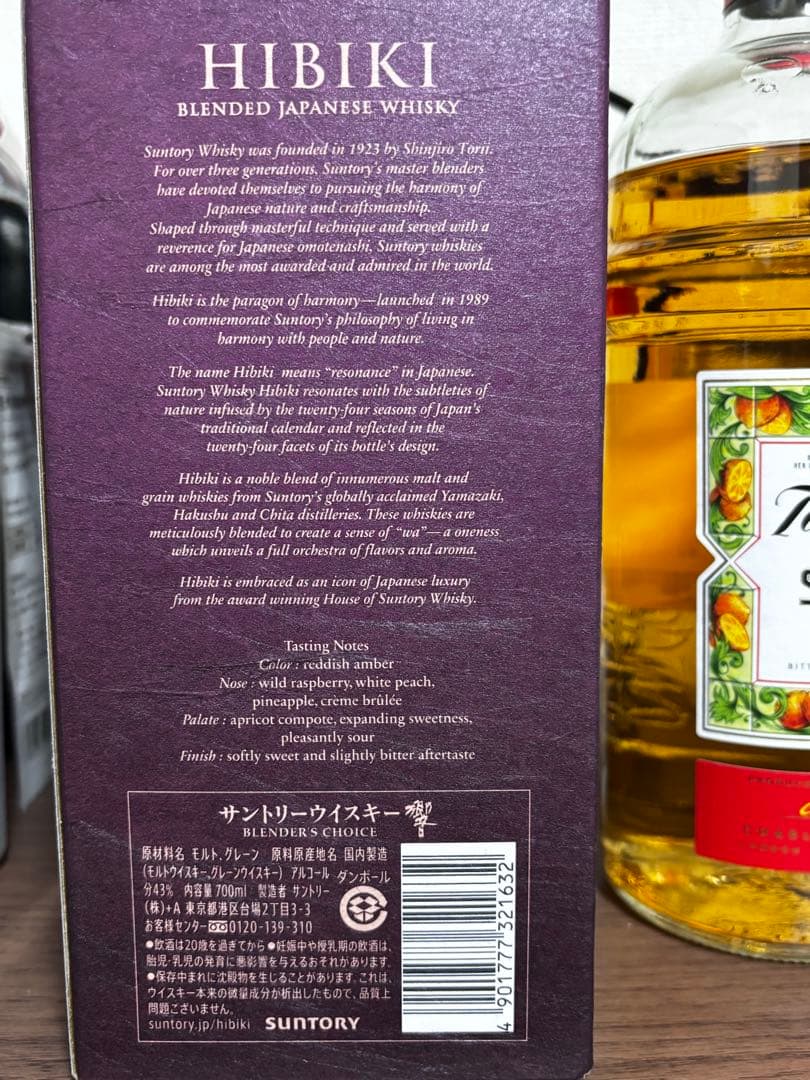 HIBIKI
BLENDED JAPANESE WHISKY
Suntory Whisky was founded in 1923 by Shinjiro Torii.
For over three generations, Suntory's master blenders
have devoted themselves to pursuing the harmony of
Japanese nature and craftsmanship.
Shaped through masterful technique and served with a
reverence for Japanese omotenashi, Suntory whiskies
are among the most awarded and admired in the world.
Hibiki is the paragon of harmony—launched in 1989
to commemorate Suntory's philosophy of living in
harmony with people and nature.
The name Hibiki means “resonance” in Japanese.
Suntory Whisky Hibiki resonates with the subtleties of
nature infused by the twenty-four seasons of Japan's
traditional calendar and reflected in the
twenty-four facets of its bottle's design.
Hibiki is a noble blend of innumerous malt and
grain whiskies from Suntory's globally acclaimed Yamazaki,
Hakushu and Chita distilleries. These whiskies are
meticulously blended to create a sense of “wa”—a oneness
which unveils a full orchestra of flavors and aroma.
Hibiki is embraced as an icon of Japanese luxury
from the award winning House of Suntory Whisky.
Tasting Notes
Color : reddish amber
Nose : wild raspberry, white peach,
pineapple, crème brûlée
Palate : apricot compote, expanding sweetness,
pleasantly sour
Finish : softly sweet and slightly bitter aftertaste
サントリーウイスキー 響
BLENDER'S CHOICE
原材料名 モルト、グレーン 原料原産地名 国内製造
(モルトウイスキー、グレーンウイスキー) アルコール
分43% 内容量 700ml 製造者 サントリー
(株)+A 東京都港区台場2丁目3-3
お客様センター 0120-139-310
ダンボール
●飲酒は20歳を過ぎてから ●妊娠中や授乳期の飲酒は、
胎児・乳児の発育に悪影響を与えるおそれがあります。
●保存中まれに沈殿物を生じることがあります。これは、
ウイスキー本来の微量成分が析出したもので、品質上
問題ございません。
suntory.jp/hibiki SUNTORY
4 901777 321632